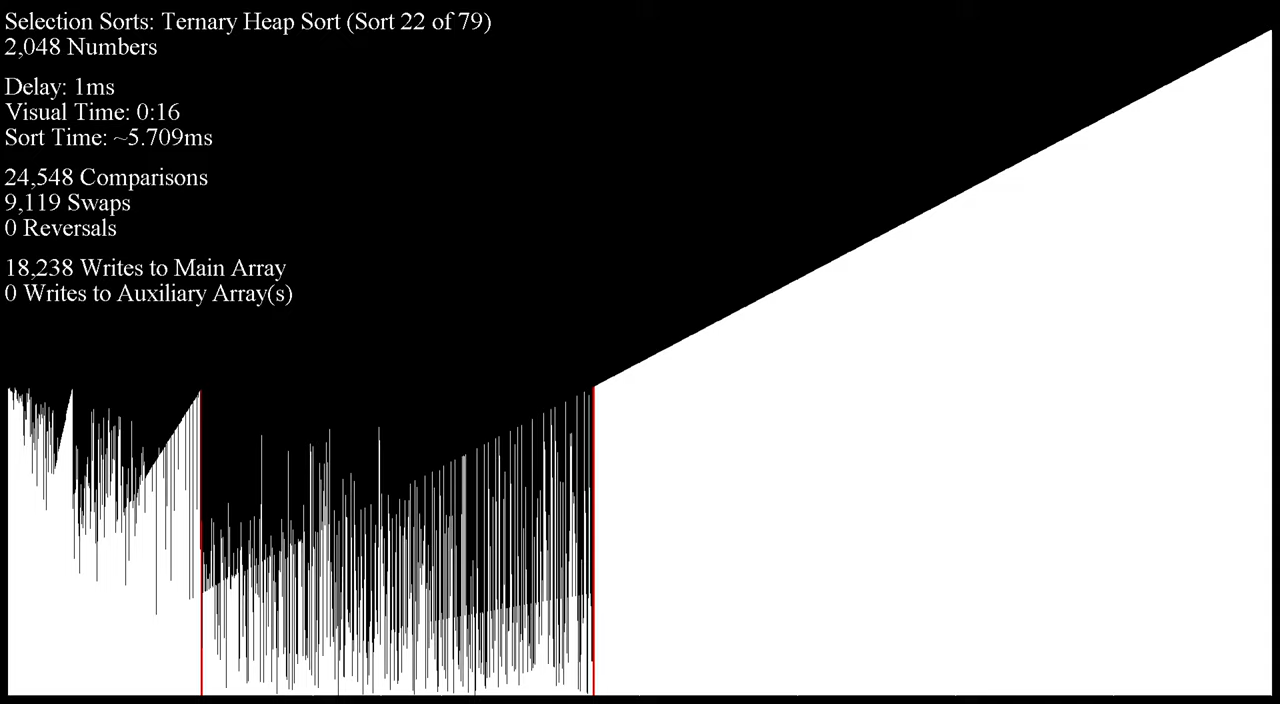 Selection Sorts: Ternary Heap Sort (Sort 22 of 79)
2,048 Numbers
Delay: 1ms
Visual Time: 0:16
Sort Time: ~5.709ms
24,548 Comparisons
9,119 Swaps
0 Reversals
18,238 Writes to Main Array
0 Writes to Auxiliary Array(s)